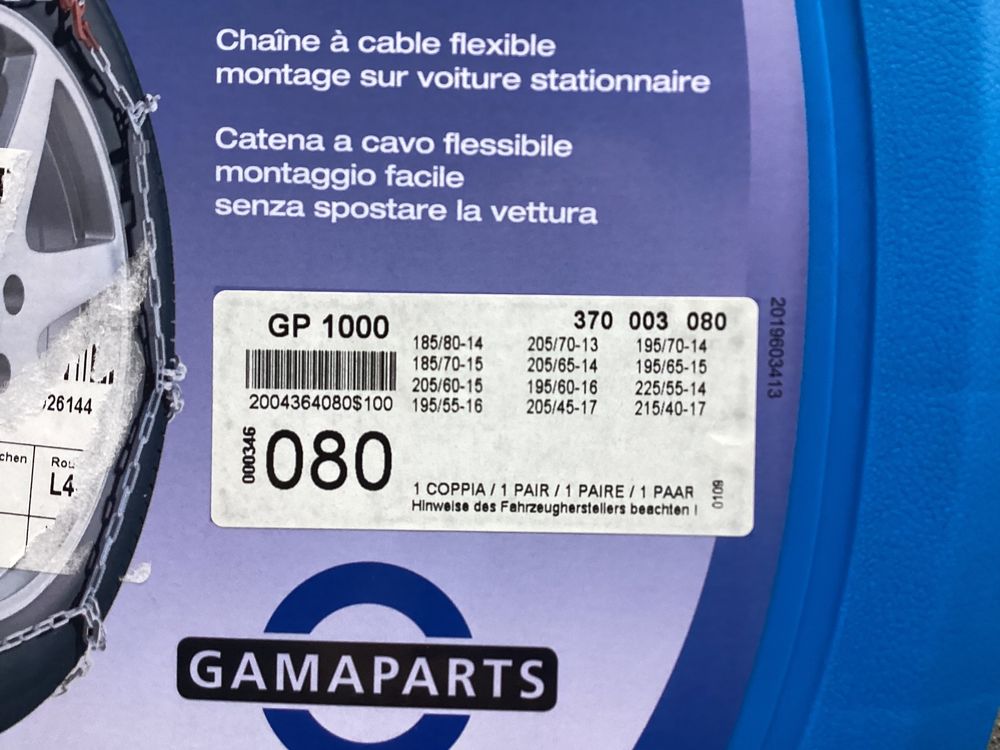 Chaîne à cable flexible
montage sur voiture stationnaire
Catena a cavo flessibile
montaggio facile
senza spostare la vettura
GP 1000
370 003 080
185/80-14 205/70-13 195/70-14
185/70-15 205/65-14 195/65-15
205/60-15 195/60-16 225/55-14
195/55-16 205/45-17 215/40-17
2004364080$100
000346
080
1 COPPIA / 1 PAIR / 1 PAIRE / 1 PAAR
Hinweise des Fahrzeugherstellers beachten !
0109
2019603413
26144
chen
L4
GAMAPARTS